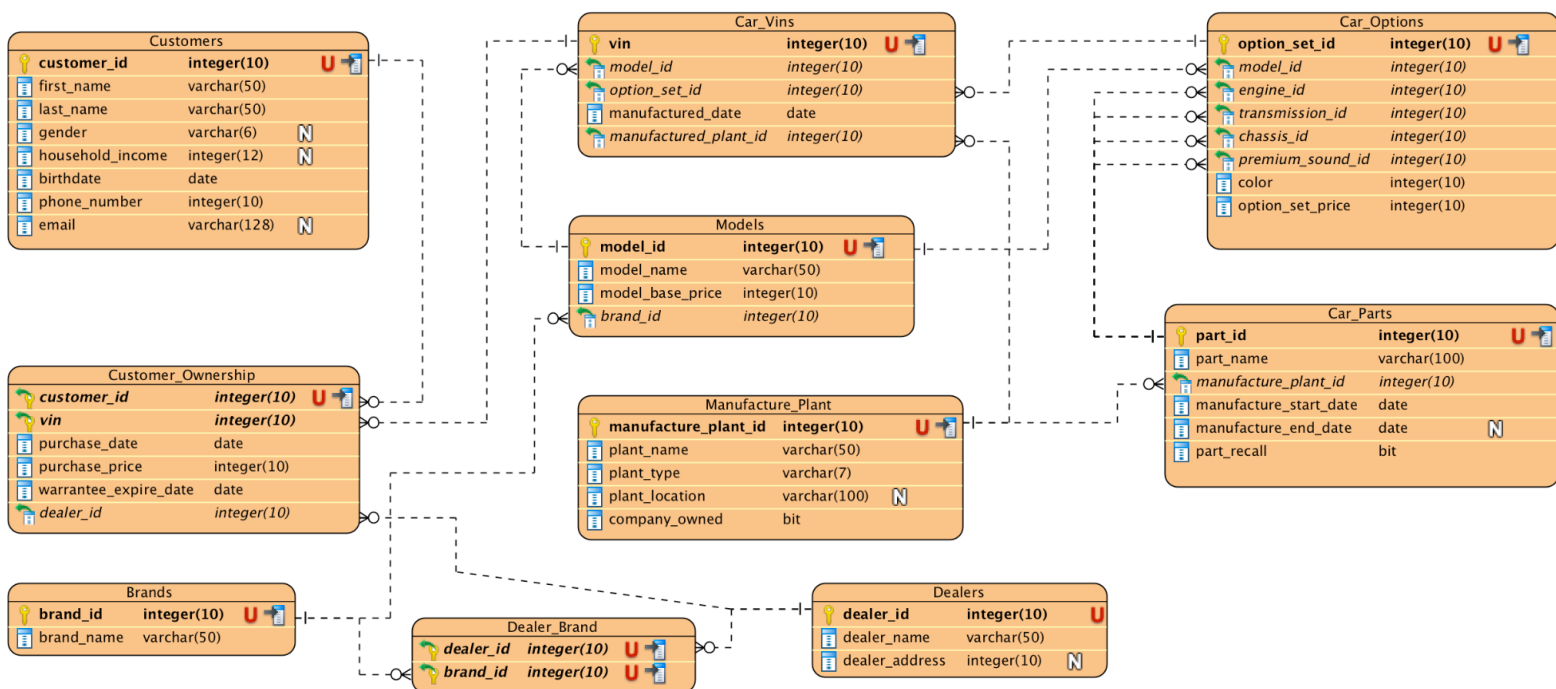 Customers
customer_id integer(10) U
first_name varchar(50)
last_name varchar(50)
gender varchar(6) N
household_income integer(12) N
birthdate date
phone_number integer(10)
email varchar(128) N
Car_Vins
vin integer(10) U
model_id integer(10)
option_set_id integer(10)
manufactured_date date
manufactured_plant_id integer(10)
Car_Options
option_set_id integer(10) U
model_id integer(10)
engine_id integer(10)
transmission_id integer(10)
chassis_id integer(10)
premium_sound_id integer(10)
color integer(10)
option_set_price integer(10)
Models
model_id integer(10) U
model_name varchar(50)
model_base_price integer(10)
brand_id integer(10)
Car_Parts
part_id integer(10) U
part_name varchar(100)
manufacture_plant_id integer(10)
manufacture_start_date date
manufacture_end_date date N
part_recall bit
Customer_Ownership
customer_id integer(10) U
vin integer(10)
purchase_date date
purchase_price integer(10)
warrantee_expire_date date
dealer_id integer(10)
Manufacture_Plant
manufacture_plant_id integer(10) U
plant_name varchar(50)
plant_type varchar(7)
plant_location varchar(100) N
company_owned bit
Brands
brand_id integer(10) U
brand_name varchar(50)
Dealer_Brand
dealer_id integer(10) U
brand_id integer(10) U
Dealers
dealer_id integer(10) U
dealer_name varchar(50)
dealer_address integer(10) N